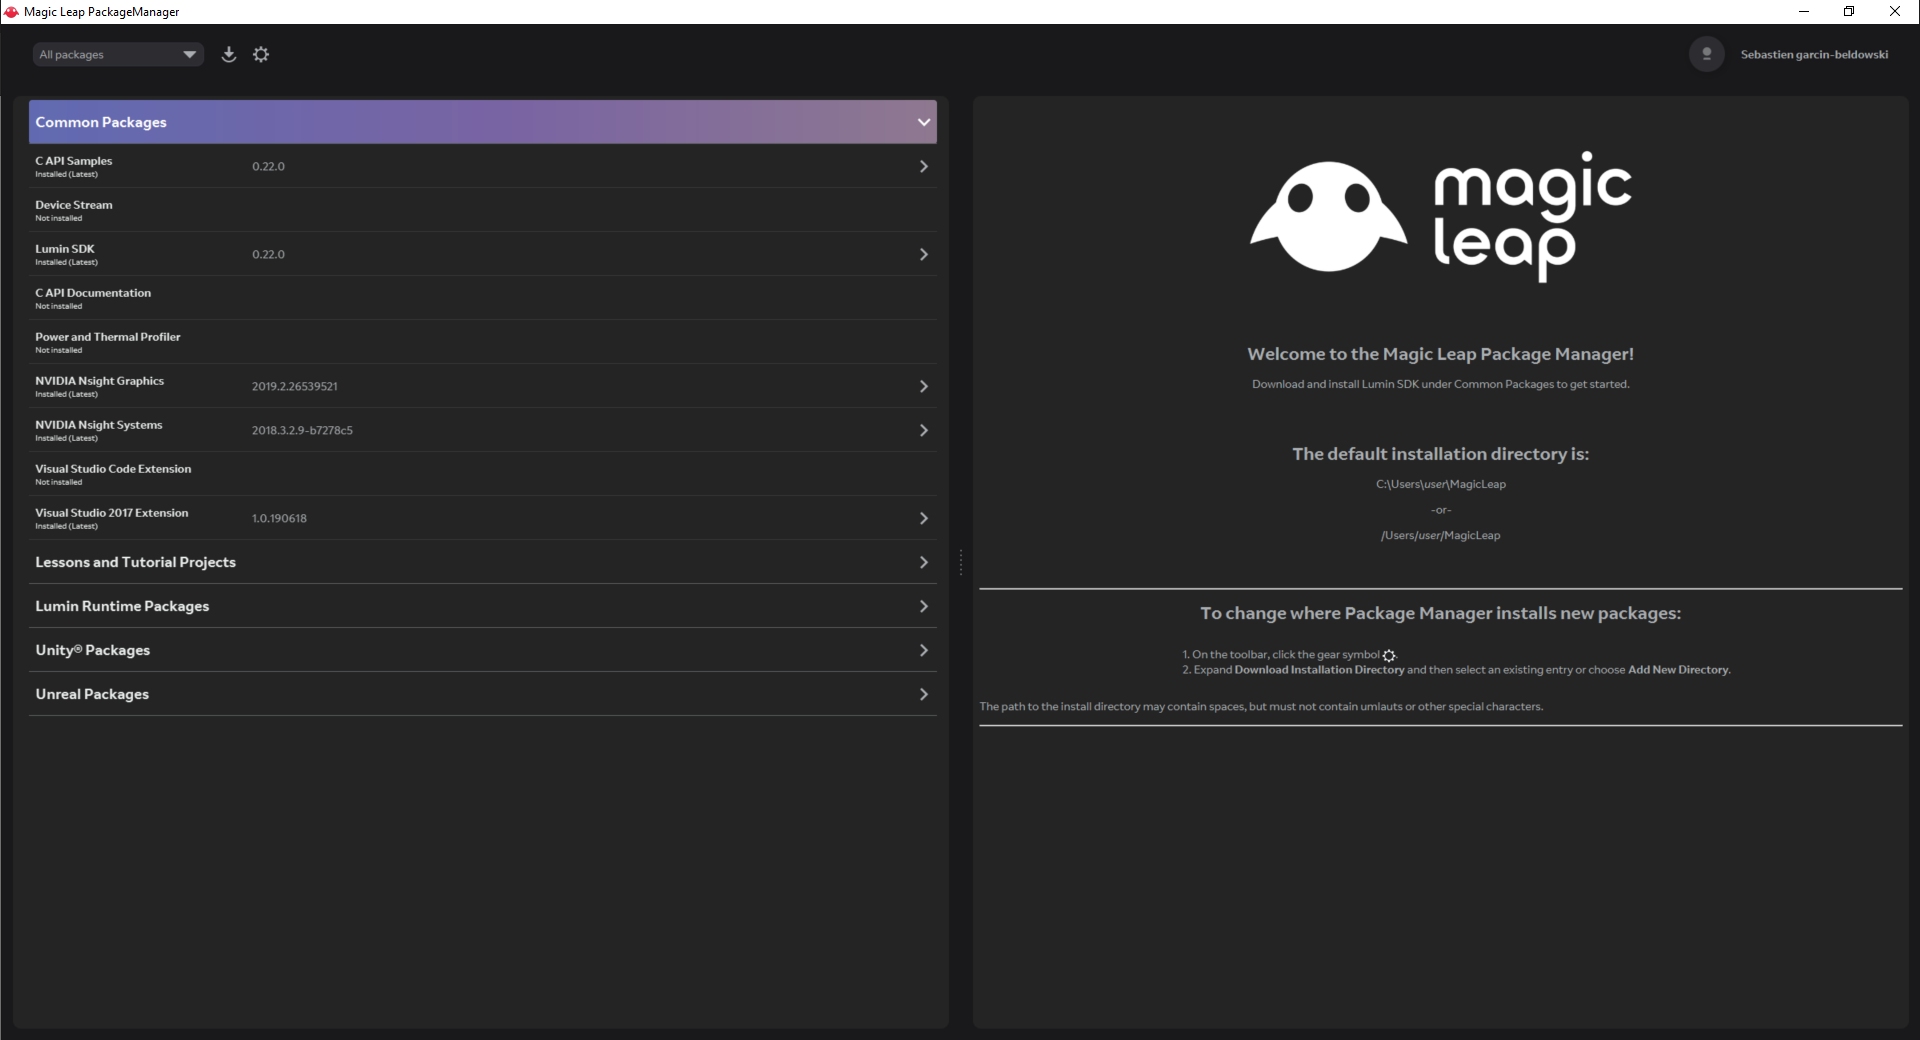 Magic Leap PackageManager
All packages
Sebastien garcin-beldowski
Common Packages
C API Samples
0.22.0
Installed (Latest)
Device Stream
Not installed
Lumin SDK
0.22.0
Installed (Latest)
C API Documentation
Not installed
Power and Thermal Profiler
Not installed
NVIDIA Nsight Graphics
2019.2.26539521
Installed (Latest)
NVIDIA Nsight Systems
2018.3.2.9-b7278c5
Installed (Latest)
Visual Studio Code Extension
Not installed
Visual Studio 2017 Extension
1.0.190618
Installed (Latest)
Lessons and Tutorial Projects
Lumin Runtime Packages
Unity® Packages
Unreal Packages
magic
leap
Welcome to the Magic Leap Package Manager!
Download and install Lumin SDK under Common Packages to get started.
The default installation directory is:
C:\Users\user\MagicLeap
-or-
/Users/user/MagicLeap
To change where Package Manager installs new packages:
1. On the toolbar, click the gear symbol .
2. Expand Download Installation Directory and then select an existing entry or choose Add New Directory.
The path to the install directory may contain spaces, but must not contain umlauts or other special characters.